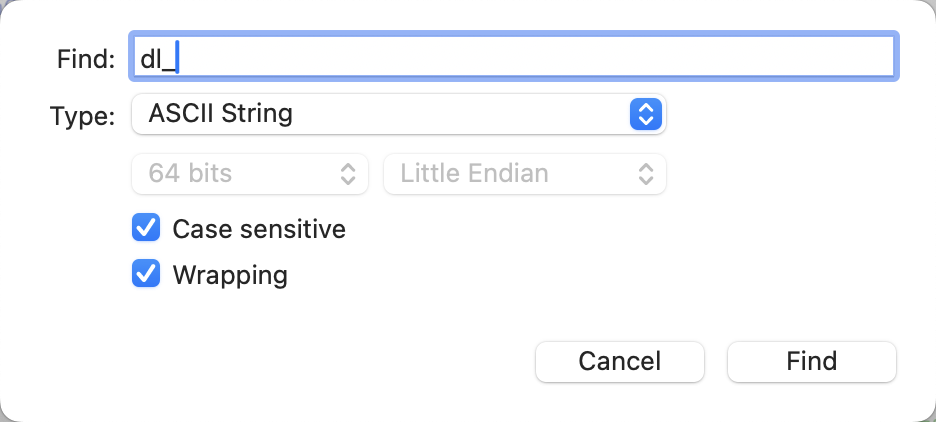 Find: dl_
Type: ASCII String
64 bits Little Endian
Case sensitive
Wrapping
Cancel Find